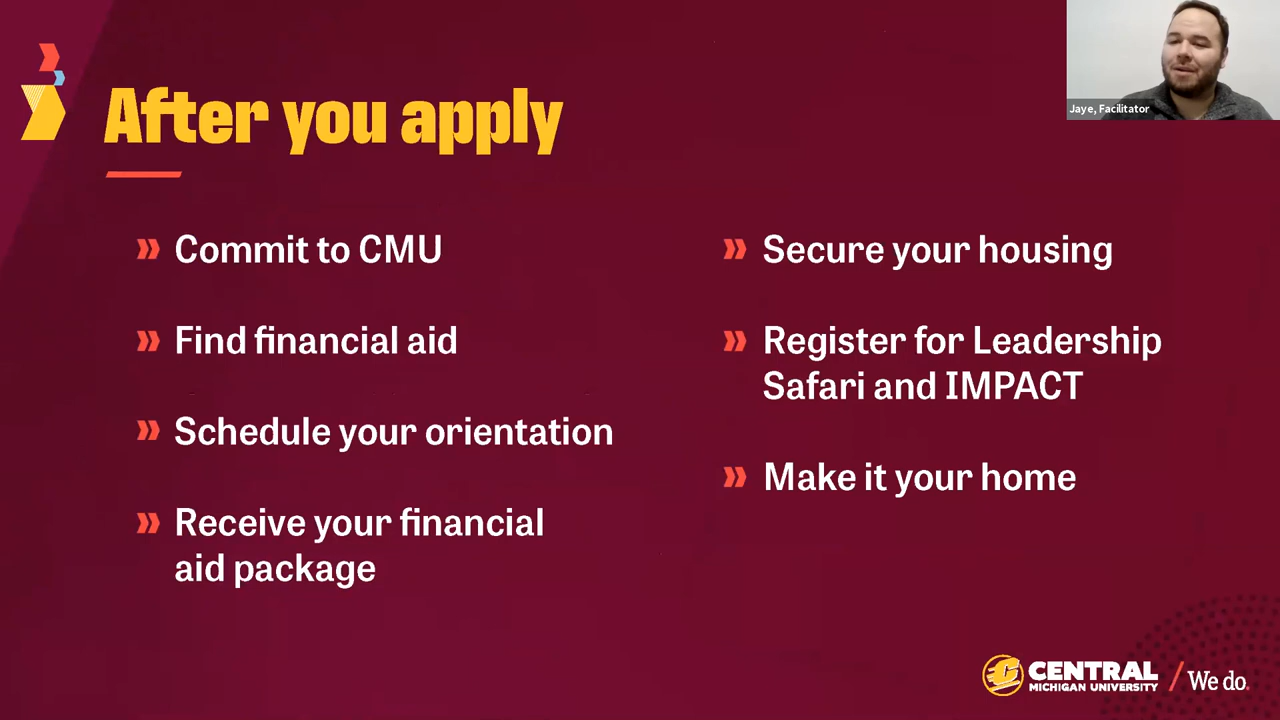 Jaye, Facilitator
After you apply
Commit to CMU
Find financial aid
Schedule your orientation
Receive your financial
aid package
Secure your housing
Register for Leadership
Safari and IMPACT
Make it your home
C
CENTRAL
MICHIGAN UNIVERSITY
We do.